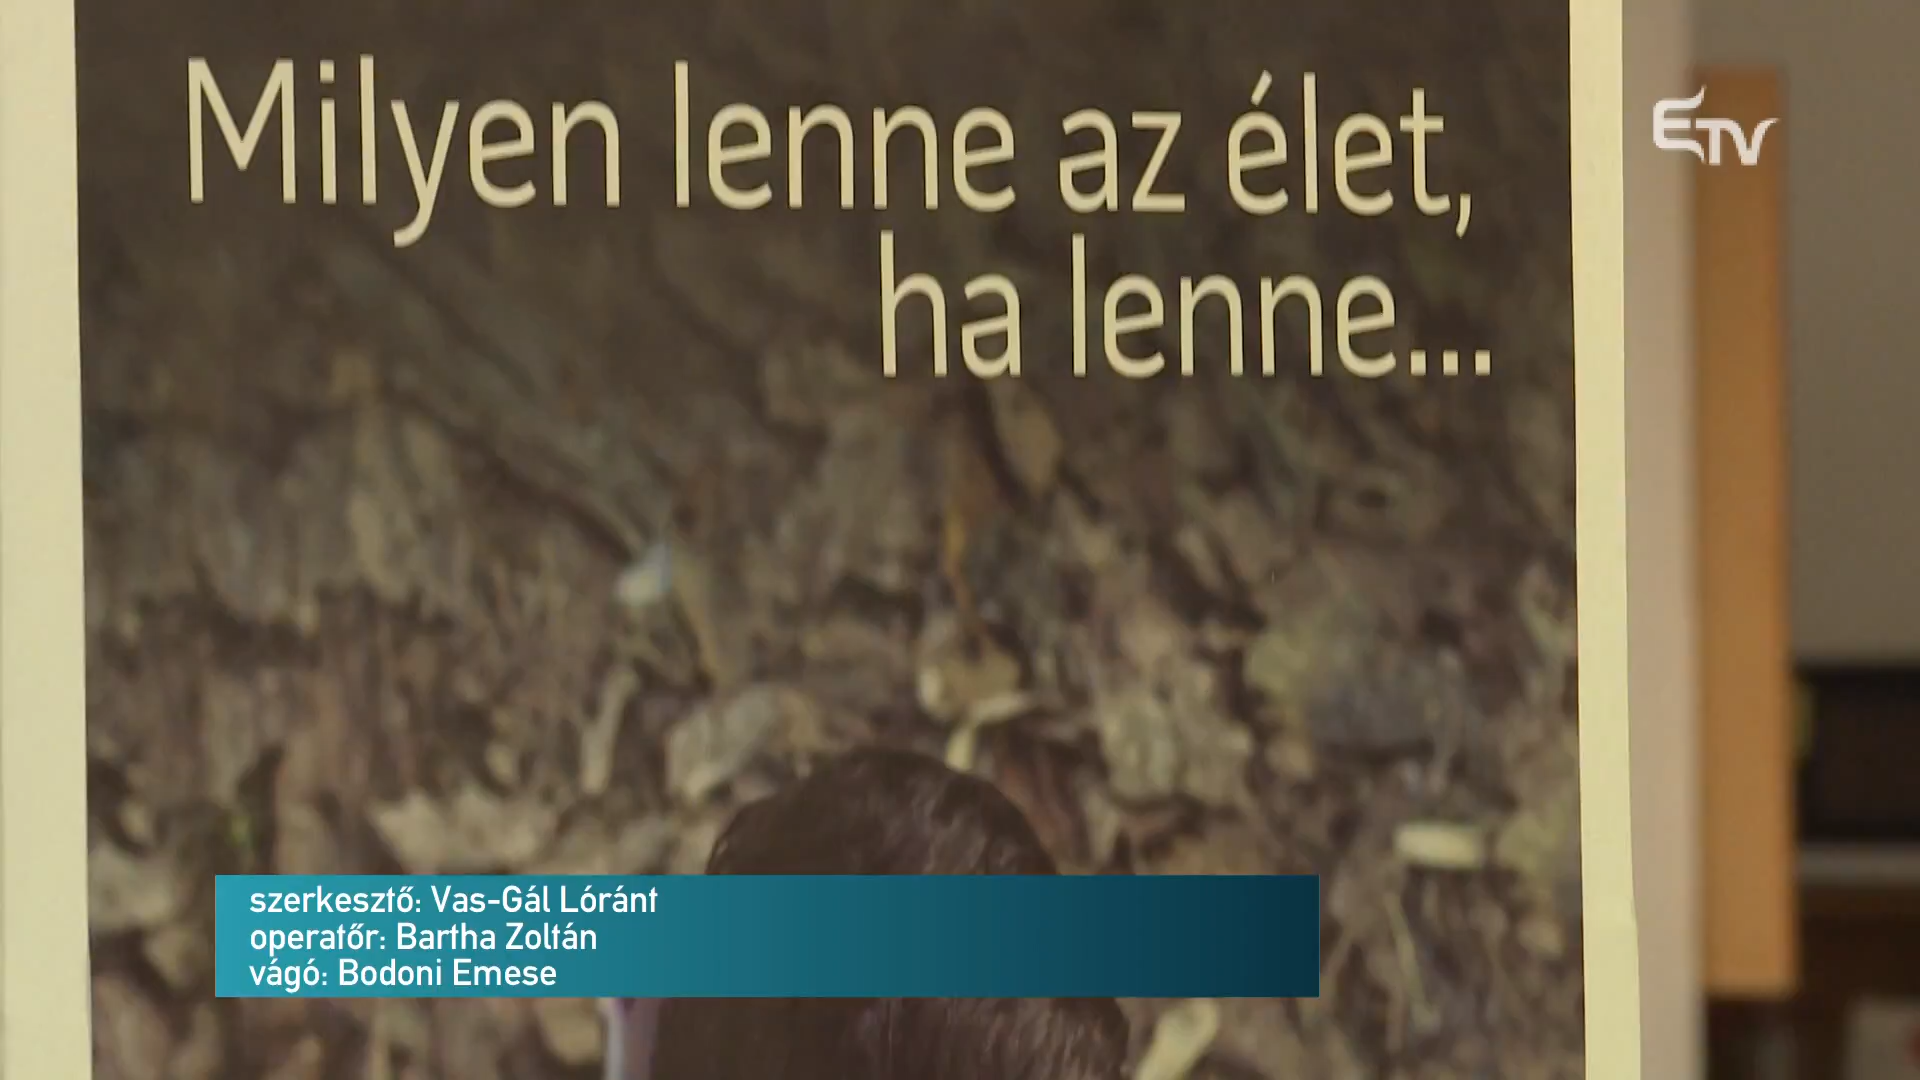 Milyen lenne az élet,
ha lenne...
ETV
szerkesztő: Vas-Gál Lóránt
operatőr: Bartha Zoltán
vágó: Bodoni Emese